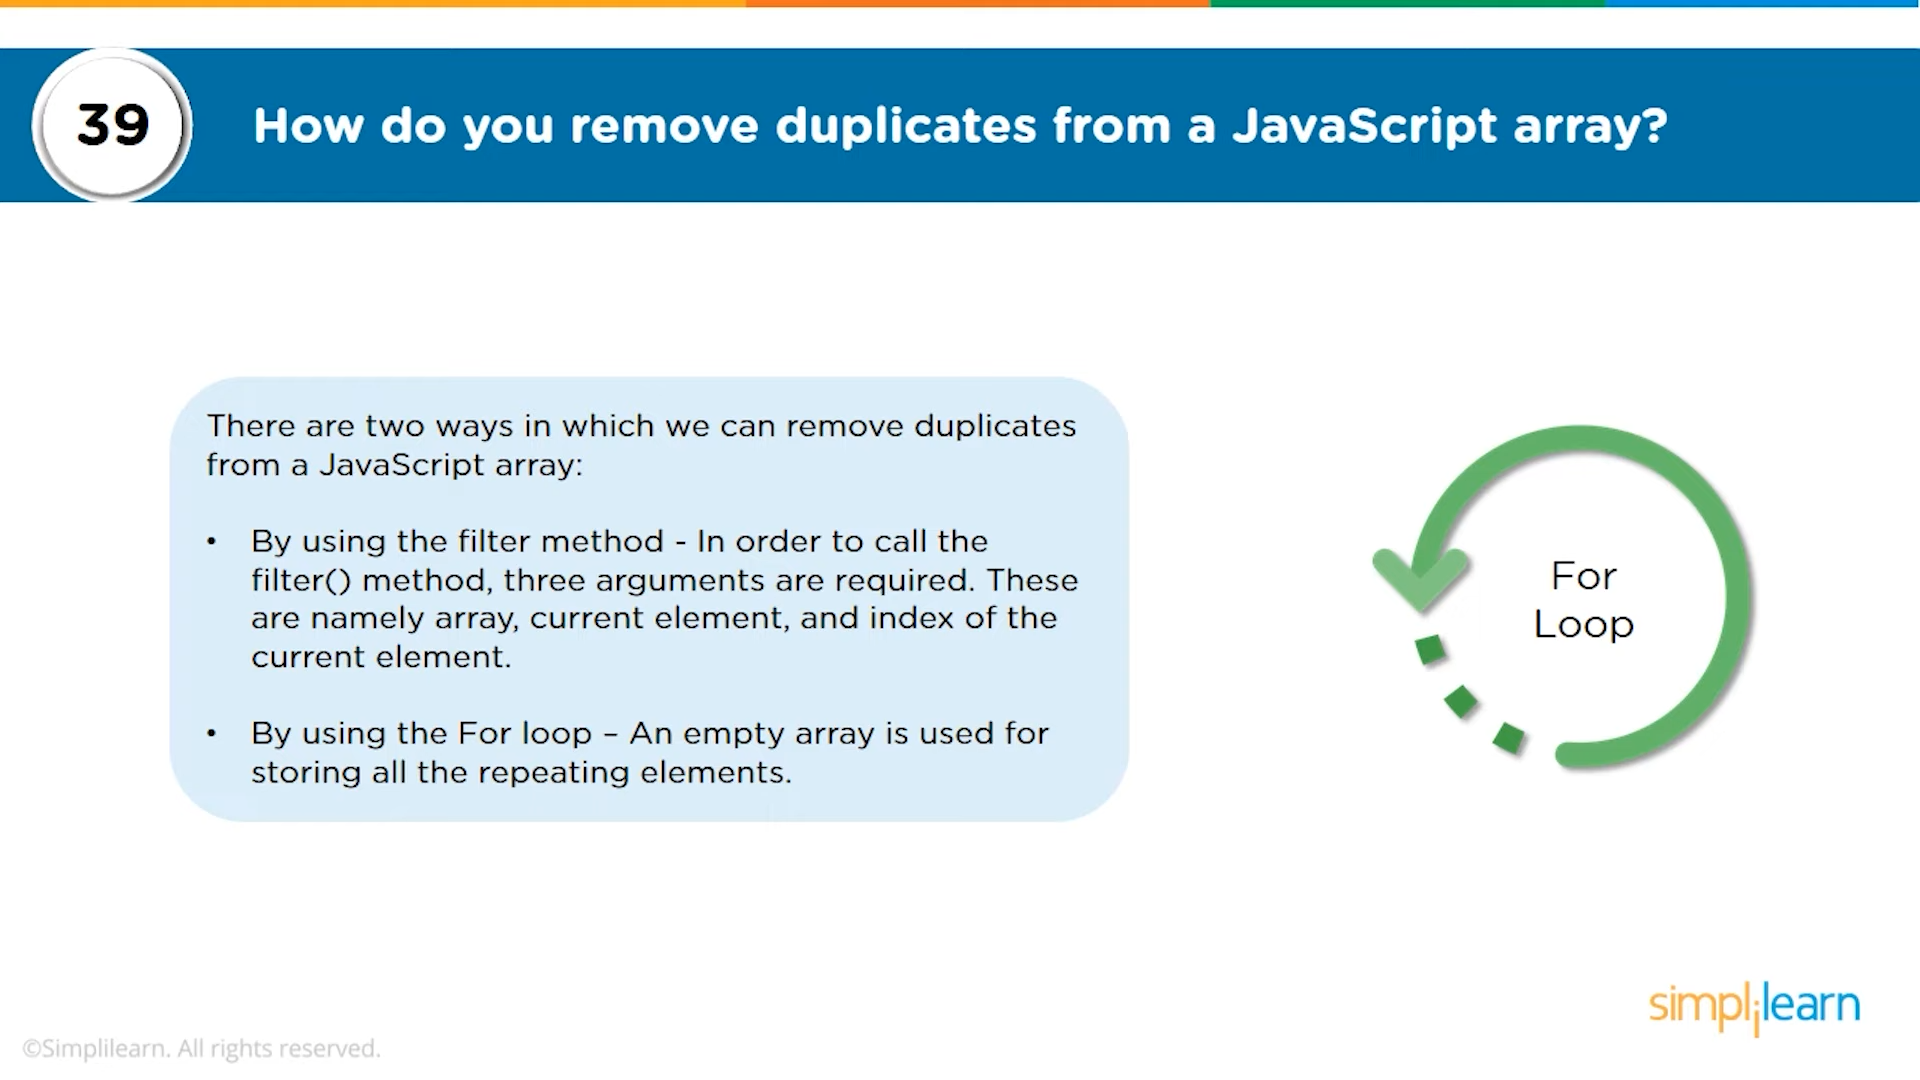 39
How do you remove duplicates from a JavaScript array?
There are two ways in which we can remove duplicates
from a JavaScript array:
• By using the filter method - In order to call the
filter() method, three arguments are required. These
are namely array, current element, and index of the
current element.
• By using the For loop – An empty array is used for
storing all the repeating elements.
For
Loop
simplilearn
©Simplilearn. All rights reserved.